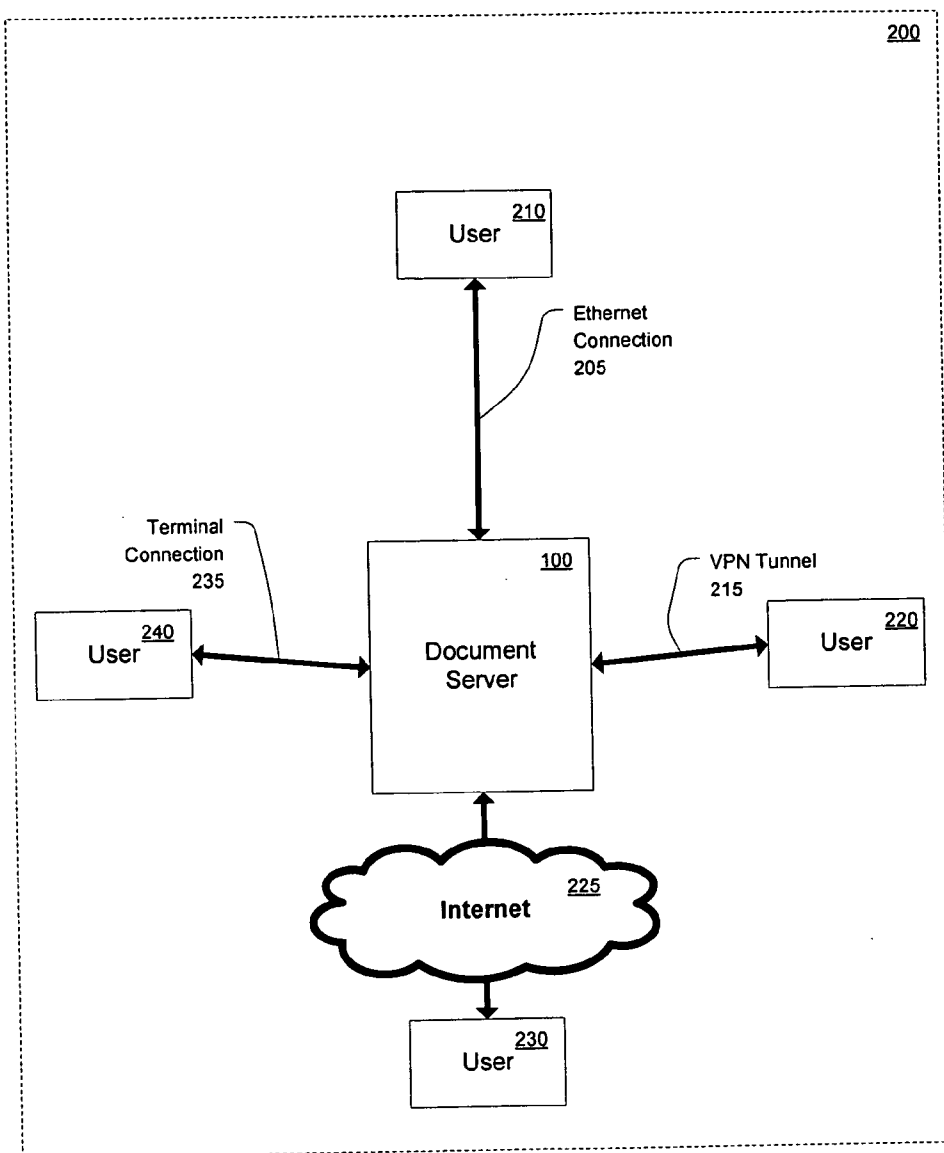 200
210
User
Ethernet
Connection
205
Terminal
Connection
235
100
Document
Server
VPN Tunnel
215
240
User
220
User
225
Internet
230
User